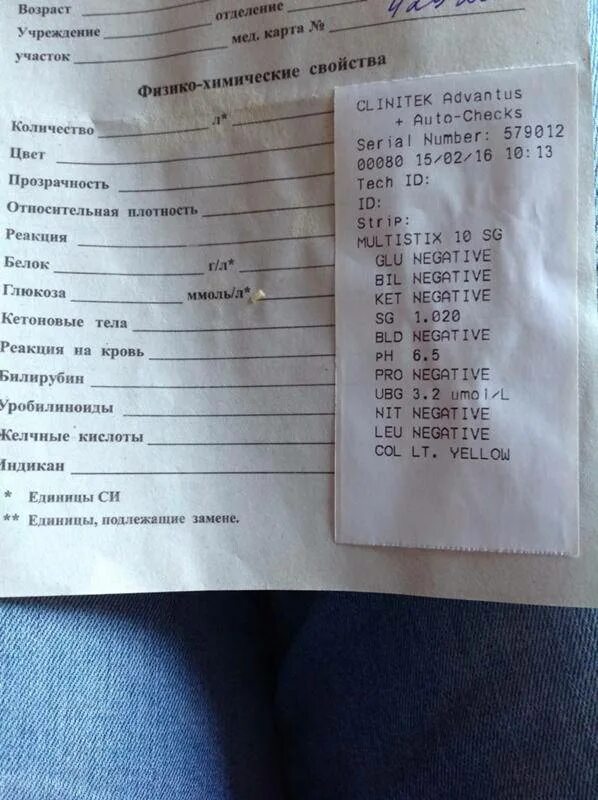 Возраст отделение
Учреждение мед. карта №
участок
Физико-химические свойства
Количество л*
Цвет
Прозрачность
Относительная плотность
Реакция
Белок г/л*
Глюкоза ммоль/л*
Кетоновые тела
Реакция на кровь
Билирубин
Уробилиноиды
Желчные кислоты
Индикан
* Единицы СИ
** Единицы, подлежащие замене.
CLINITEK Advantus
+ Auto-Checks
Serial Number: 579012
00080 15/02/16 10:13
Tech ID:
ID:
Strip:
MULTISTIX 10 SG
GLU NEGATIVE
BIL NEGATIVE
KET NEGATIVE
SG 1.020
BLD NEGATIVE
pH 6.5
PRO NEGATIVE
UBG 3.2 umol/L
NIT NEGATIVE
LEU NEGATIVE
COL LT. YELLOW